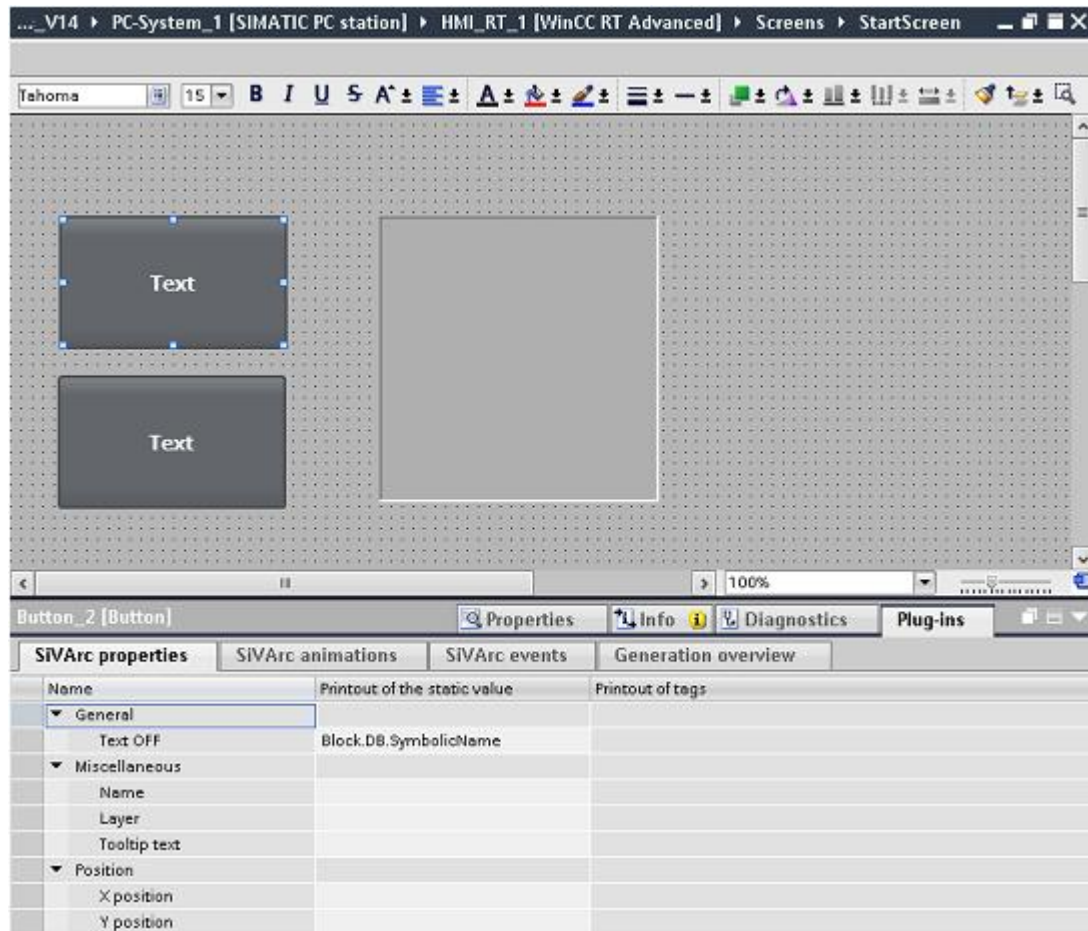 ..._V14 ▸ PC-System_1 [SIMATIC PC station] ▸ HMI_RT_1 [WinCC RT Advanced] ▸ Screens ▸ StartScreen
Tahoma 15 B I U S A A
Text
Text
100%
Button_2 [Button] Properties Info Diagnostics Plug-ins
SiVArc properties SiVArc animations SiVArc events Generation overview
Name Printout of the static value Printout of tags
General
Text OFF Block.DB.SymbolicName
Miscellaneous
Name
Layer
Tooltip text
Position
X position
Y position